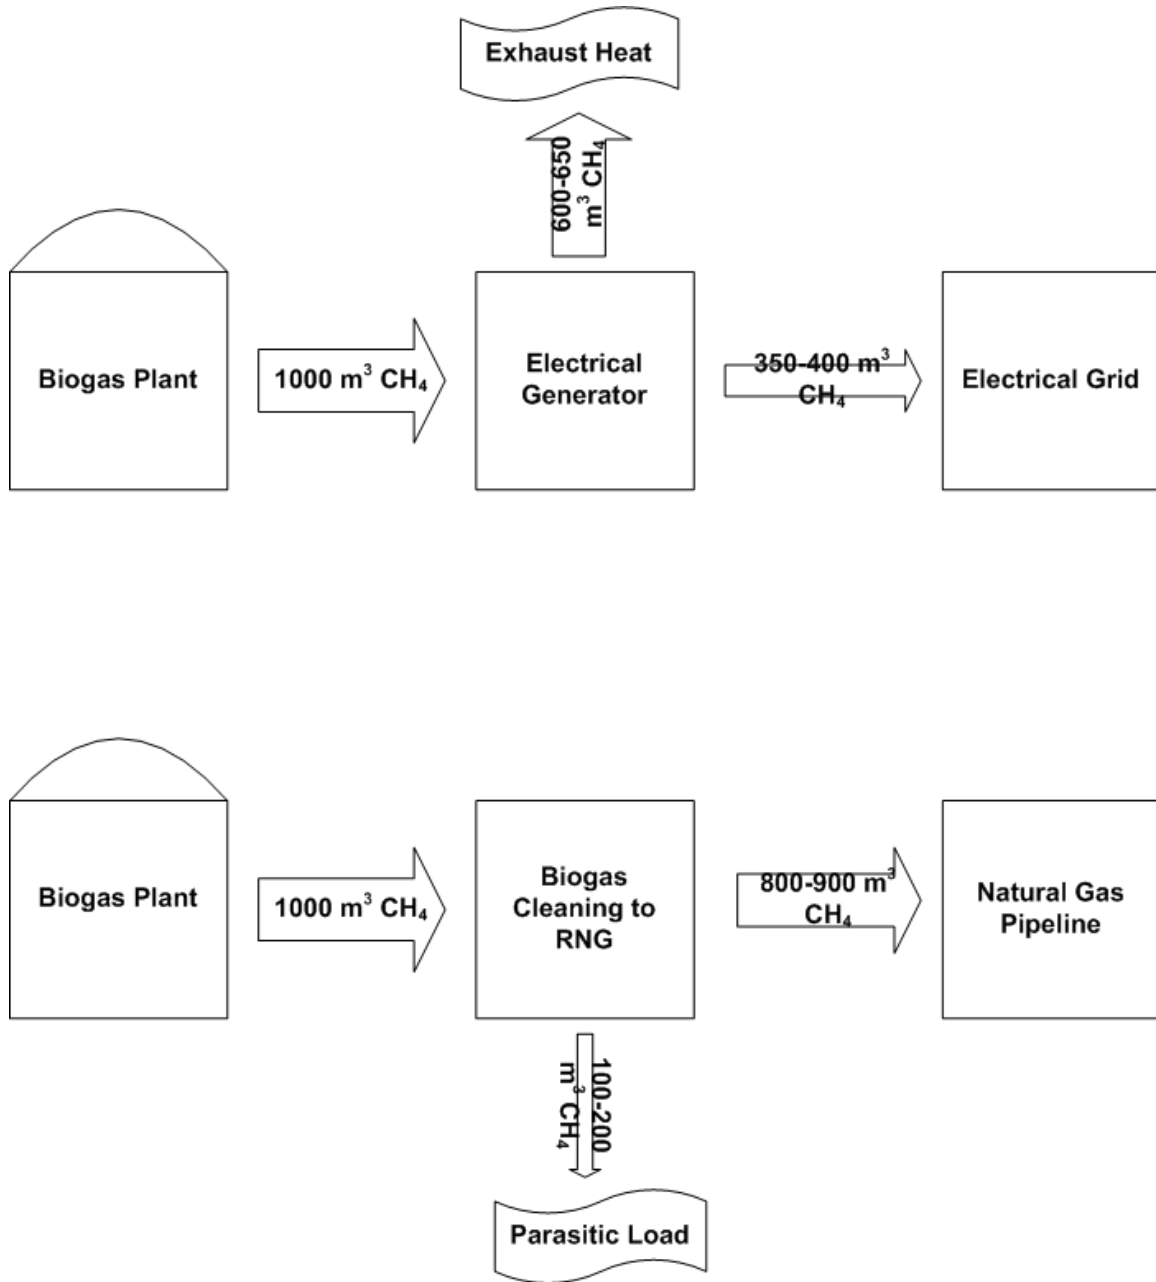 Exhaust Heat
600-650
m³ CH₄
Biogas Plant
1000 m³ CH₄
Electrical
Generator
350-400 m³
CH₄
Electrical Grid
Biogas Plant
1000 m³ CH₄
Biogas
Cleaning to
RNG
800-900 m³
CH₄
Natural Gas
Pipeline
100-200
m³ CH₄
Parasitic Load